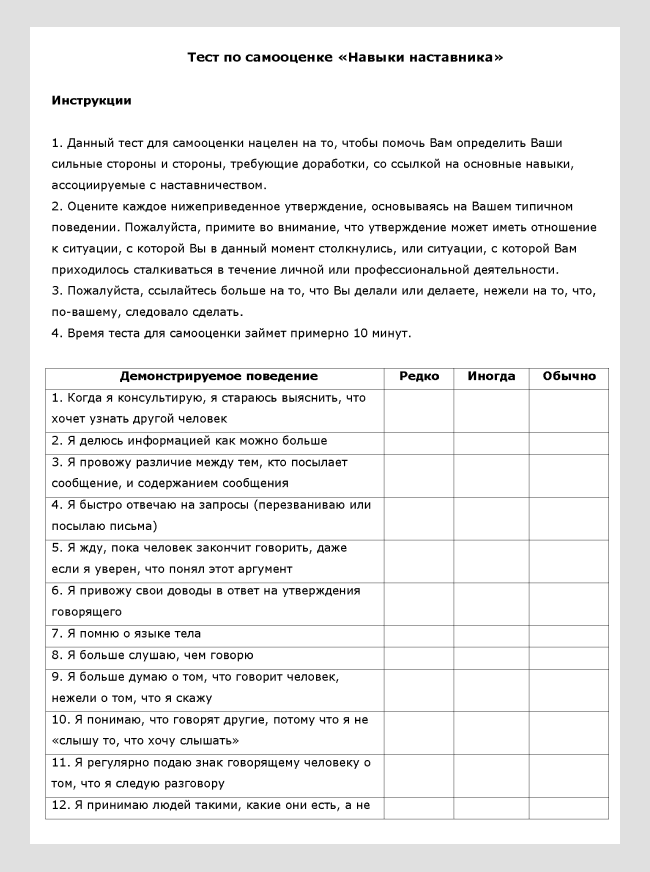 Тест по самооценке «Навыки наставника»
Инструкции
1. Данный тест для самооценки нацелен на то, чтобы помочь Вам определить Ваши
сильные стороны и стороны, требующие доработки, со ссылкой на основные навыки,
ассоциируемые с наставничеством.
2. Оцените каждое нижеприведенное утверждение, основываясь на Вашем типичном
поведении. Пожалуйста, примите во внимание, что утверждение может иметь отношение
к ситуации, с которой Вы в данный момент столкнулись, или ситуации, с которой Вам
приходилось сталкиваться в течение личной или профессиональной деятельности.
3. Пожалуйста, ссылайтесь больше на то, что Вы делали или делаете, нежели на то, что,
по-вашему, следовало сделать.
4. Время теста для самооценки займет примерно 10 минут.
Демонстрируемое поведение Редко Иногда Обычно
1. Когда я консультирую, я стараюсь выяснить, что
хочет узнать другой человек
2. Я делюсь информацией как можно больше
3. Я провожу различие между тем, кто посылает
сообщение, и содержанием сообщения
4. Я быстро отвечаю на запросы (перезваниваю или
посылаю письма)
5. Я жду, пока человек закончит говорить, даже
если я уверен, что понял этот аргумент
6. Я привожу свои доводы в ответ на утверждения
говорящего
7. Я помню о языке тела
8. Я больше слушаю, чем говорю
9. Я больше думаю о том, что говорит человек,
нежели о том, что я скажу
10. Я понимаю, что говорят другие, потому что я не
«слышу то, что хочу слышать»
11. Я регулярно подаю знак говорящему человеку о
том, что я следую разговору
12. Я принимаю людей такими, какие они есть, а не